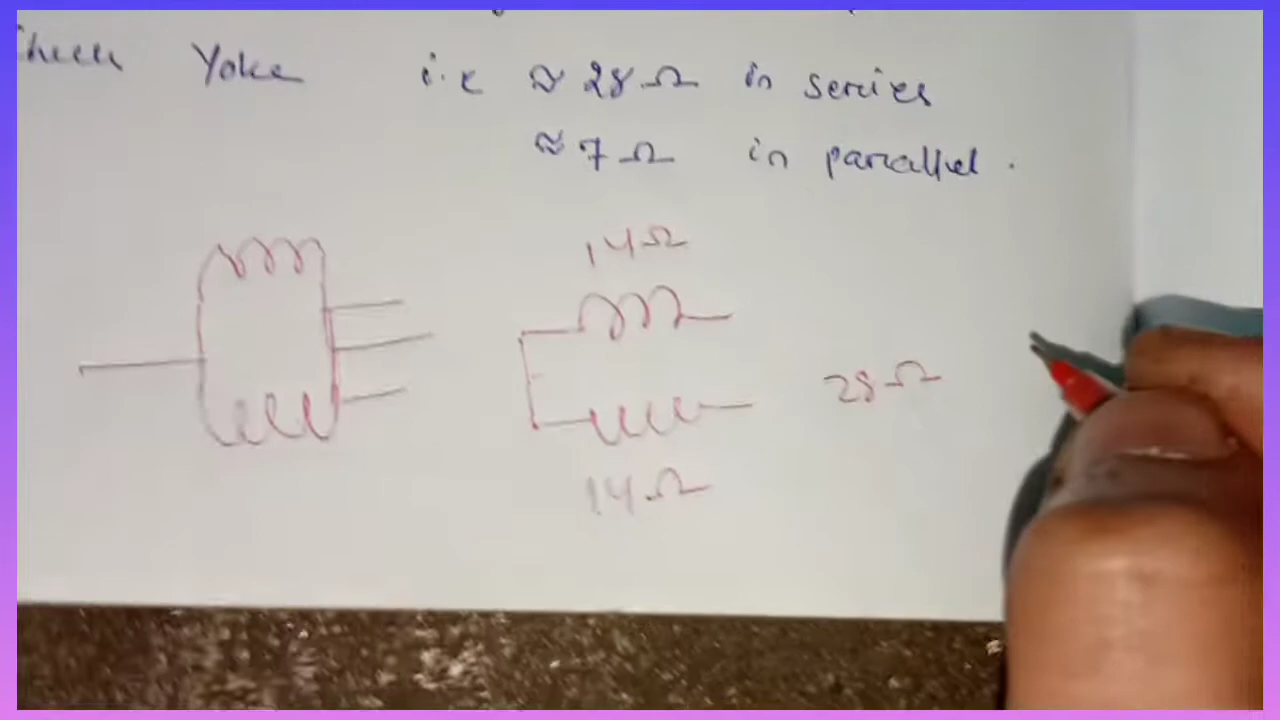 Check Yoke i.e ≈ 28 Ω in series
≈ 7 Ω in parallel.
14 Ω
28 Ω
14 Ω